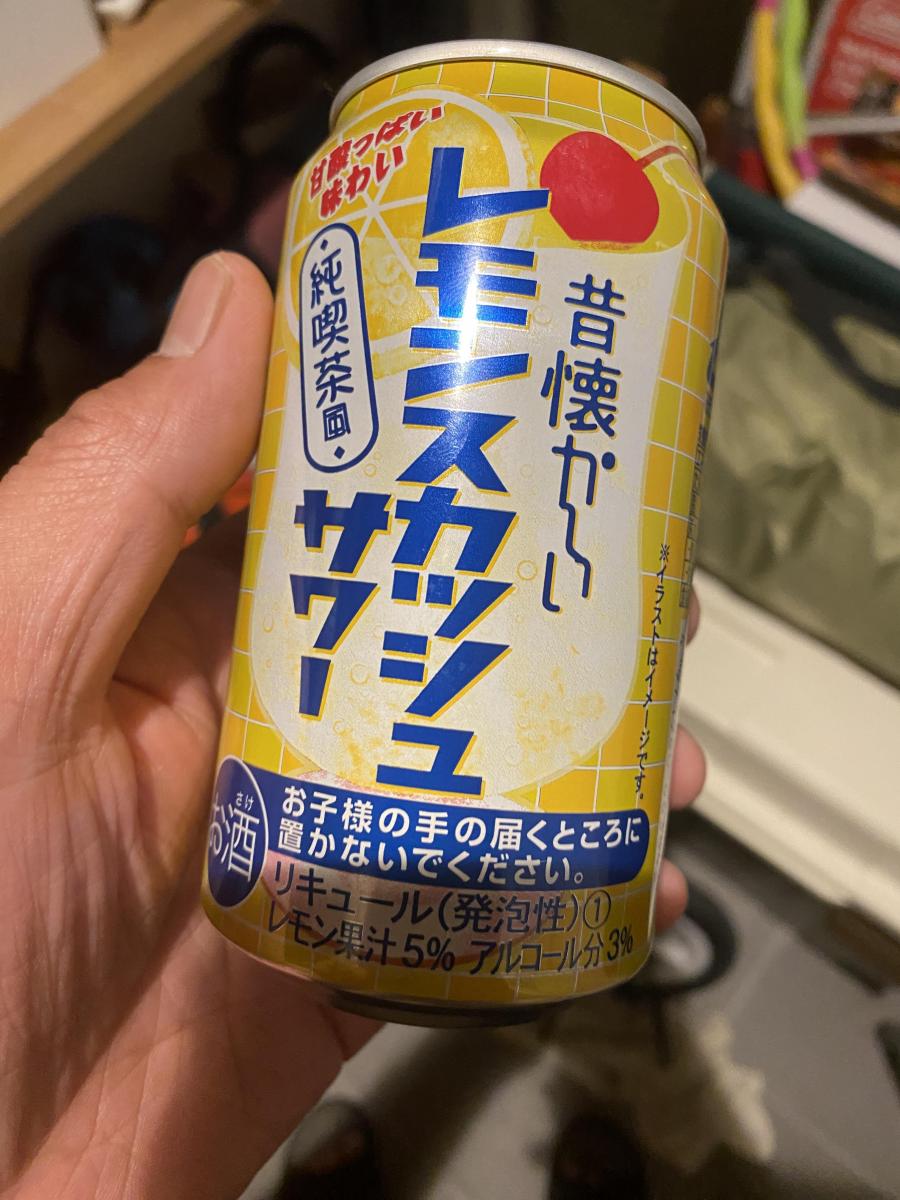 甘酸っぱい
味わい
昔懐かしい
レモンスカッシュ
サワー
純喫茶風
※イラストはイメージです。
お酒
さけ
お子様の手の届くところに
置かないでください。
リキュール(発泡性)①
レモン果汁5% アルコール分3%